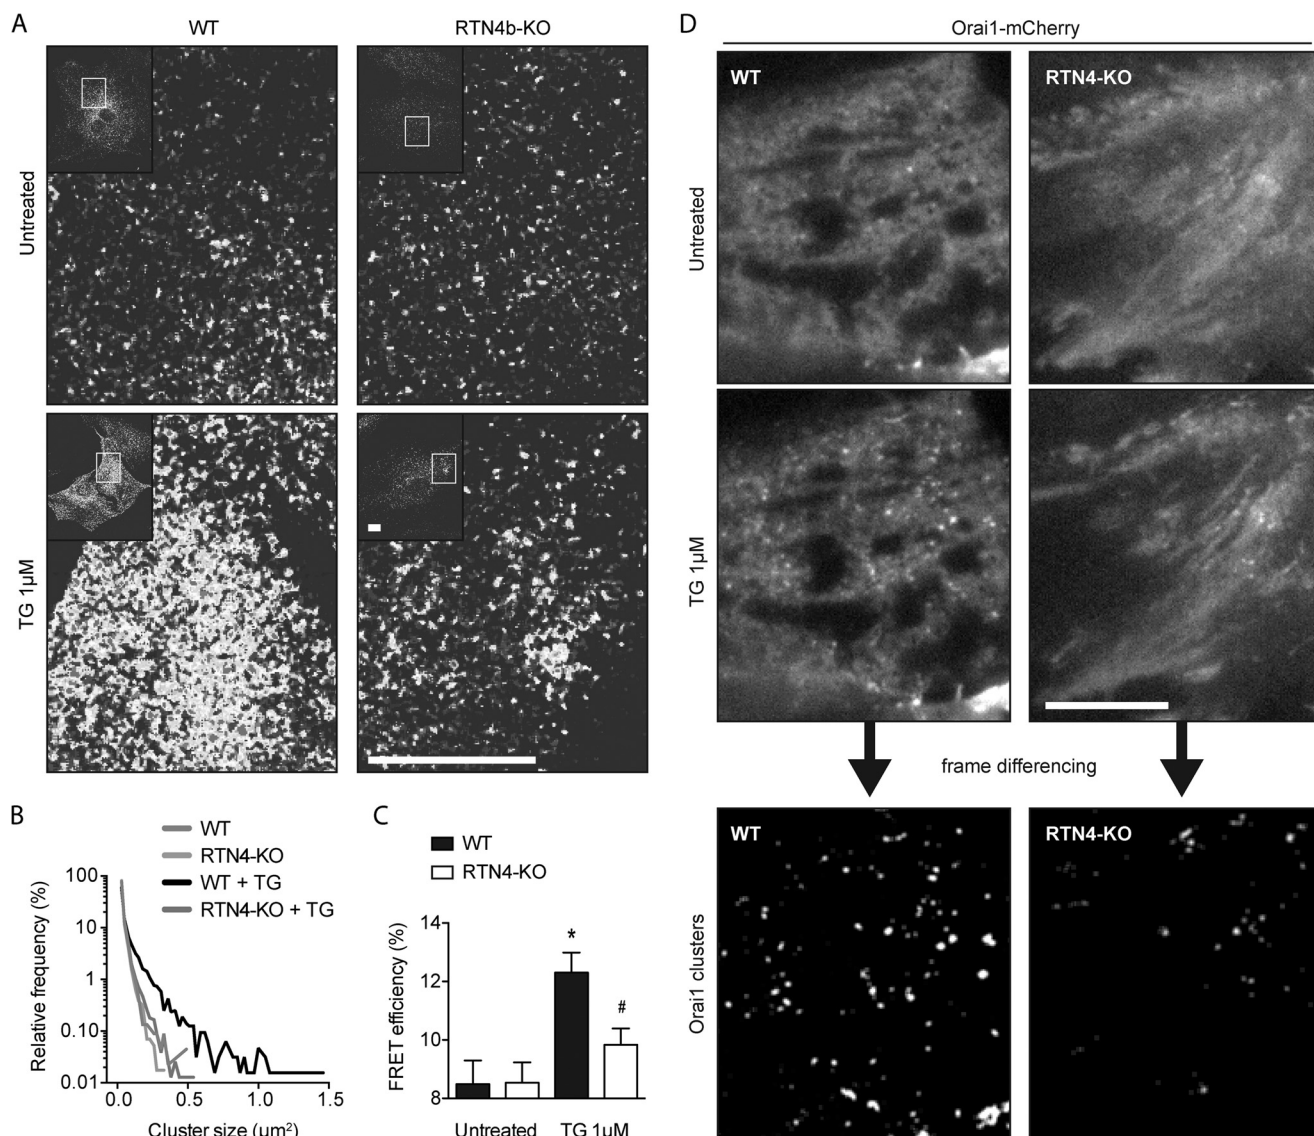 A
WT
RTN4b-KO
Untreated
TG 1µM
B
WT
RTN4-KO
WT + TG
RTN4-KO + TG
Relative frequency (%)
100
10
1
0.10
0.01
0.0
0.5
1.0
1.5
Cluster size (um²)
C
WT
RTN4-KO
FRET efficiency (%)
14
12
10
8
*
#
Untreated
TG 1µM
D
Orai1-mCherry
WT
RTN4-KO
Untreated
TG 1µM
frame differencing
WT
RTN4-KO
Orai1 clusters